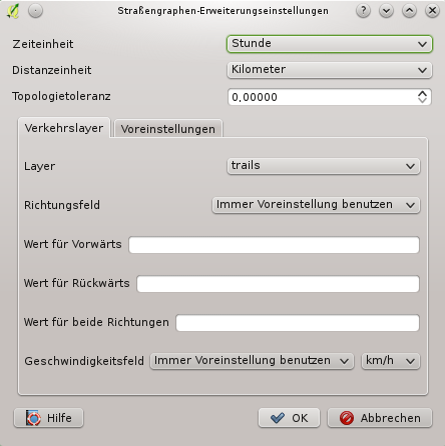 Straßengraphen-Erweiterungseinstellungen
Zeiteinheit Stunde
Distanzeinheit Kilometer
Topologietoleranz 0,00000
Verkehrslayer Voreinstellungen
Layer trails
Richtungsfeld Immer Voreinstellung benutzen
Wert für Vorwärts
Wert für Rückwärts
Wert für beide Richtungen
Geschwindigkeitsfeld Immer Voreinstellung benutzen km/h
Hilfe OK Abbrechen